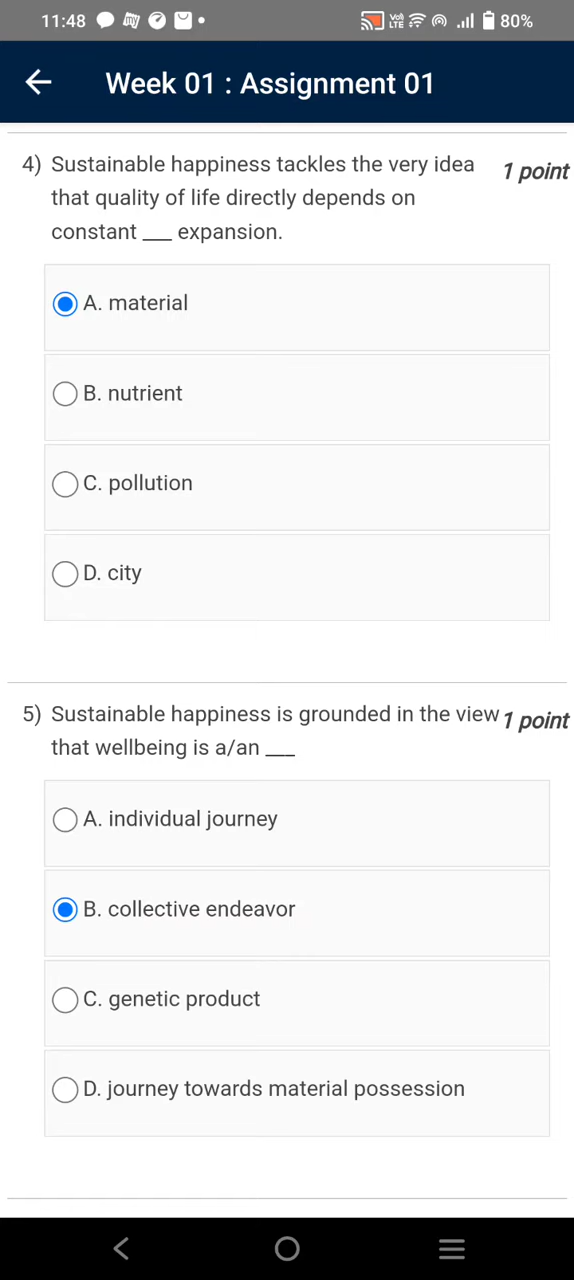 11:48
Vo) LTE 80%
Week 01 : Assignment 01
4) Sustainable happiness tackles the very idea 1 point
that quality of life directly depends on
constant ___ expansion.
A. material
B. nutrient
C. pollution
D. city
5) Sustainable happiness is grounded in the view 1 point
that wellbeing is a/an ___
A. individual journey
B. collective endeavor
C. genetic product
D. journey towards material possession